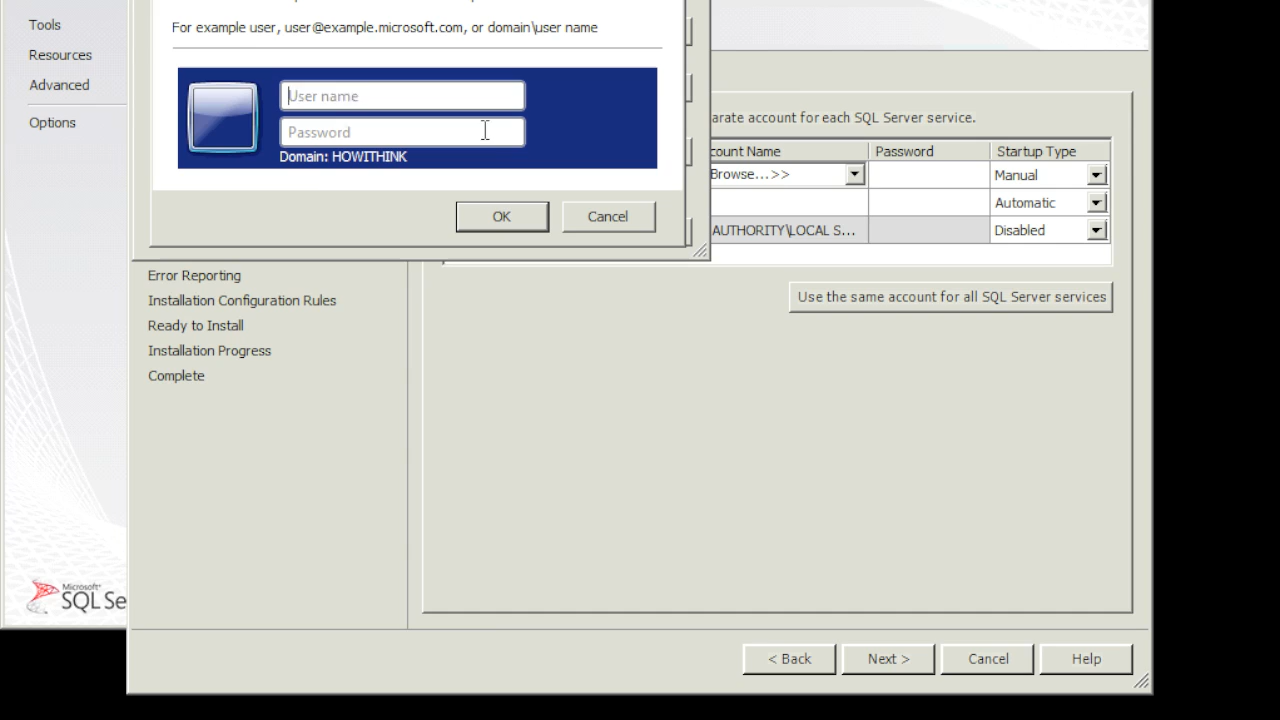 Tools
Resources
Advanced
Options
For example user, user@example.microsoft.com, or domain\user name
User name
Password
Domain: HOWITHINK
OK
Cancel
arate account for each SQL Server service.
count Name
Password
Startup Type
Browse...>>
Manual
Automatic
AUTHORITY\LOCAL S...
Disabled
Use the same account for all SQL Server services
Error Reporting
Installation Configuration Rules
Ready to Install
Installation Progress
Complete
Microsoft
SQL Se
< Back
Next >
Cancel
Help